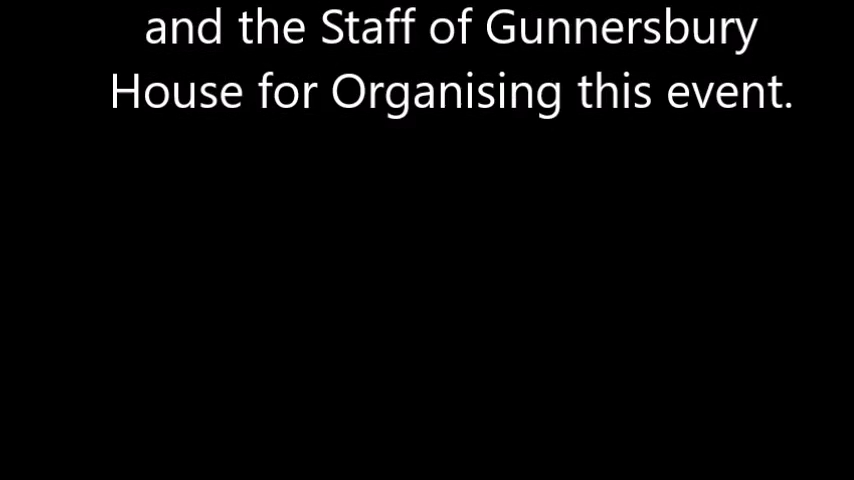 and the Staff of Gunnersbury
House for Organising this event.